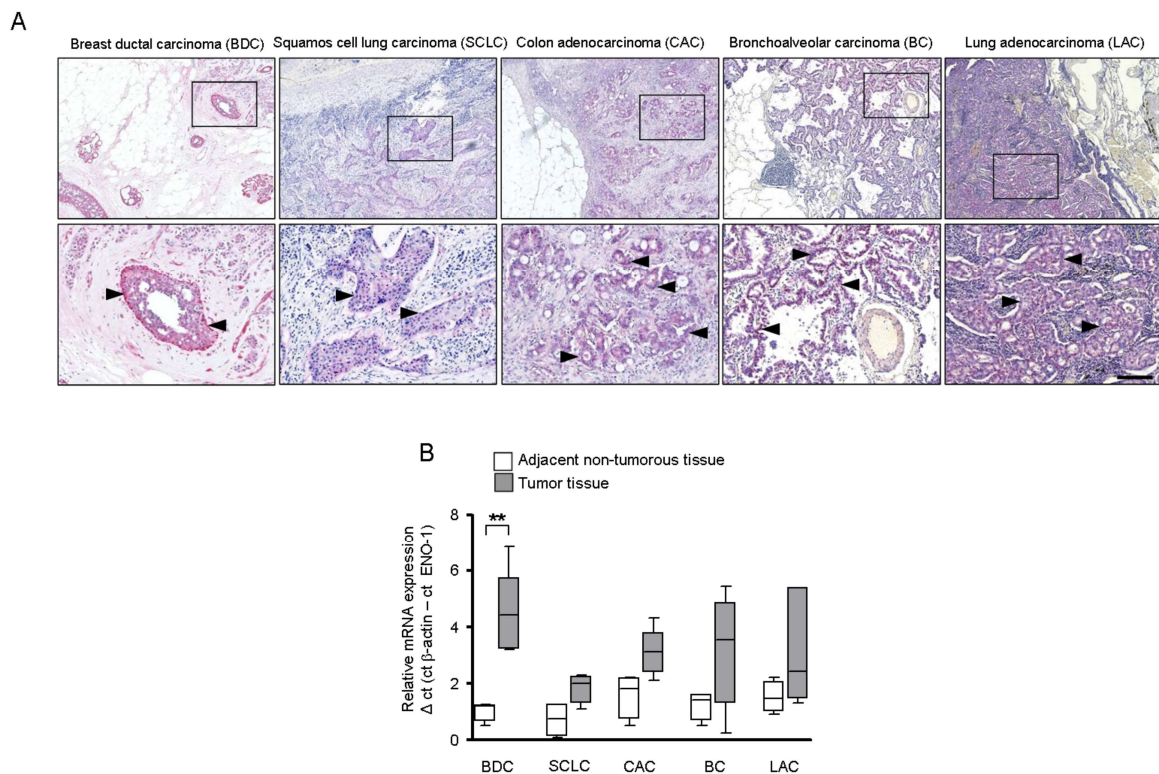 A
Breast ductal carcinoma (BDC)
Squamos cell lung carcinoma (SCLC)
Colon adenocarcinoma (CAC)
Bronchoalveolar carcinoma (BC)
Lung adenocarcinoma (LAC)
B
Adjacent non-tumorous tissue
Tumor tissue
Relative mRNA expression
Δ ct (ct β-actin – ct ENO-1)
8
6
4
2
0
**
BDC
SCLC
CAC
BC
LAC